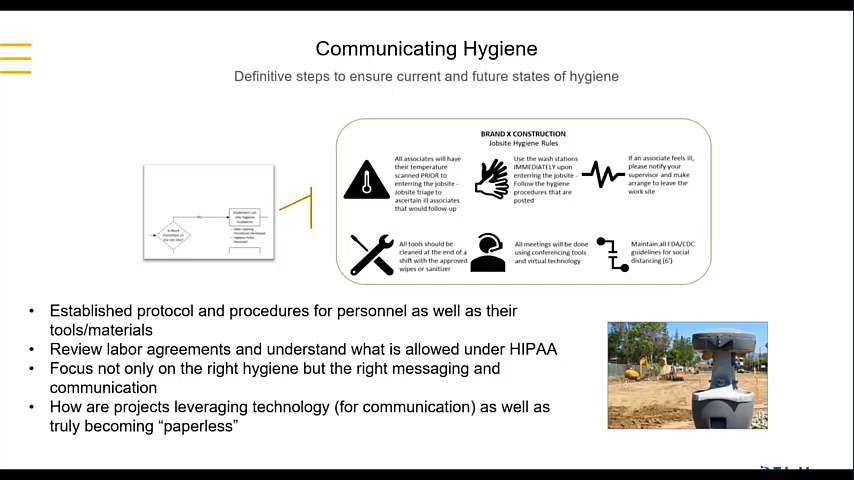 Communicating Hygiene
Definitive steps to ensure current and future states of hygiene
BRAND X CONSTRUCTION
Jobsite Hygiene Rules
All associates will have
their temperature
scanned PRIOR to
entering the jobsite -
Jobsite triage to
ascertain ill associates
that would follow-up
Use the wash stations
IMMEDIATELY upon
entering the jobsite -
Follow the hygiene
procedures that are
posted
If an associate feels ill,
please notify your
supervisor and make
arrange to leave the
work site
All tools should be
cleaned at the end of a
shift with the approved
wipes or sanitizer
All meetings will be done
using conferencing tools
and virtual technology
Maintain all FDA/CDC
guidelines for social
distancing (6')
• Established protocol and procedures for personnel as well as their
tools/materials
• Review labor agreements and understand what is allowed under HIPAA
• Focus not only on the right hygiene but the right messaging and
communication
• How are projects leveraging technology (for communication) as well as
truly becoming “paperless”